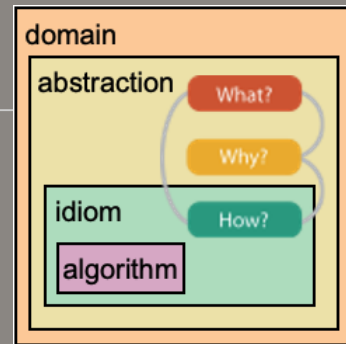 domain
abstraction
What?
Why?
idiom
How?
algorithm